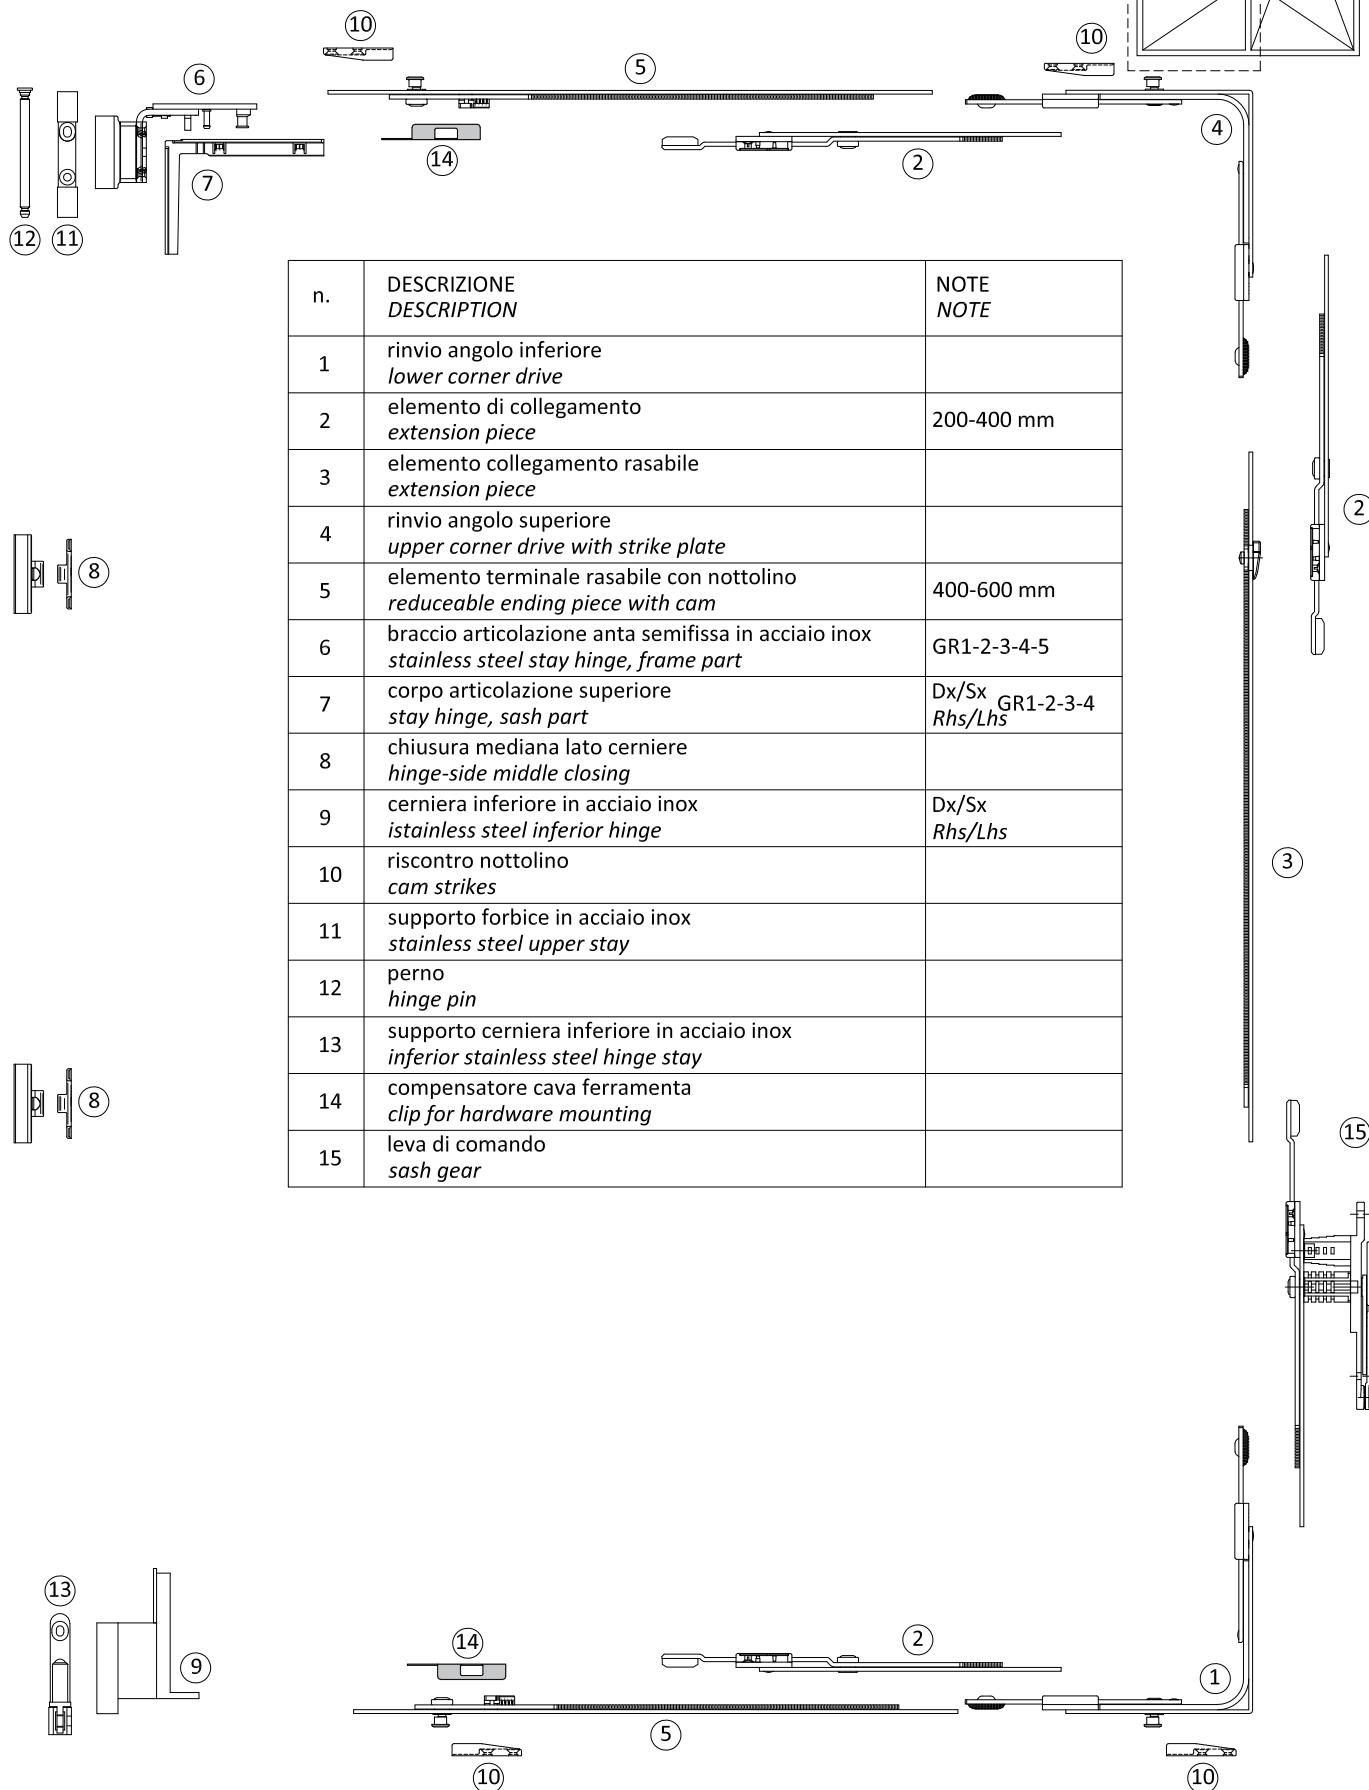 10
10
5
6
4
14
2
7
12
11
n.
DESCRIZIONE
DESCRIPTION
NOTE
NOTE
1
rinvio angolo inferiore
lower corner drive
2
elemento di collegamento
extension piece
200-400 mm
3
elemento collegamento rasabile
extension piece
4
rinvio angolo superiore
upper corner drive with strike plate
5
elemento terminale rasabile con nottolino
reduceable ending piece with cam
400-600 mm
6
braccio articolazione anta semifissa in acciaio inox
stainless steel stay hinge, frame part
GR1-2-3-4-5
7
corpo articolazione superiore
stay hinge, sash part
Dx/Sx
Rhs/Lhs
GR1-2-3-4
8
chiusura mediana lato cerniere
hinge-side middle closing
9
cerniera inferiore in acciaio inox
istainless steel inferior hinge
Dx/Sx
Rhs/Lhs
10
riscontro nottolino
cam strikes
11
supporto forbice in acciaio inox
stainless steel upper stay
12
perno
hinge pin
13
supporto cerniera inferiore in acciaio inox
inferior stainless steel hinge stay
14
compensatore cava ferramenta
clip for hardware mounting
15
leva di comando
sash gear
2
8
3
8
15
13
14
2
9
1
5
10
10